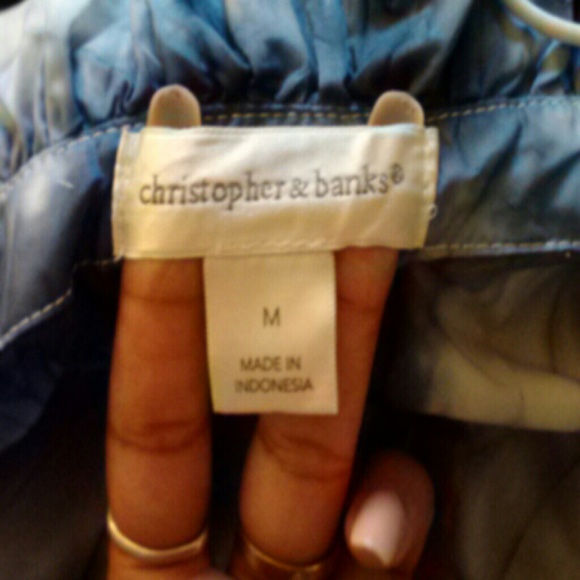 christopher & banks®
M
MADE IN
INDONESIA